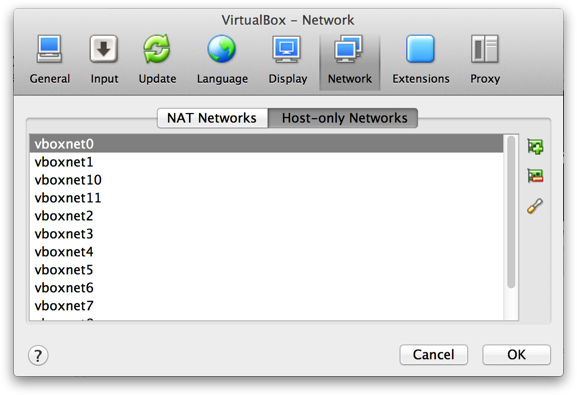 VirtualBox – Network
General Input Update Language Display Network Extensions Proxy
NAT Networks Host-only Networks
vboxnet0
vboxnet1
vboxnet10
vboxnet11
vboxnet2
vboxnet3
vboxnet4
vboxnet5
vboxnet6
vboxnet7
? Cancel OK